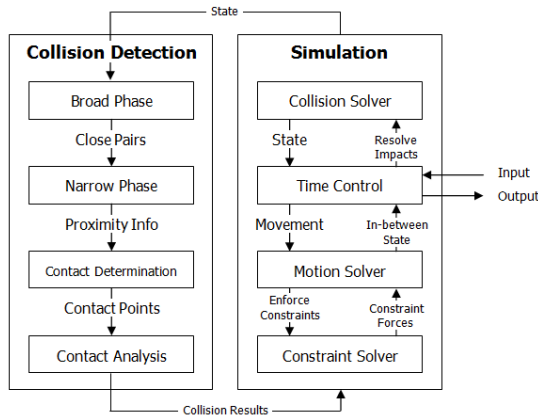 State
Collision Detection
Broad Phase
Close Pairs
Narrow Phase
Proximity Info
Contact Determination
Contact Points
Contact Analysis
Simulation
Collision Solver
State
Resolve
Impacts
Time Control
Input
Output
Movement
In-between
State
Motion Solver
Enforce
Constraints
Constraint
Forces
Constraint Solver
Collision Results